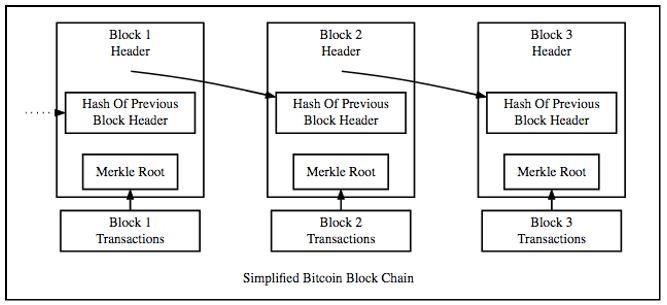 Block 1
Header
Hash Of Previous
Block Header
Merkle Root
Block 1
Transactions
Block 2
Header
Hash Of Previous
Block Header
Merkle Root
Block 2
Transactions
Block 3
Header
Hash Of Previous
Block Header
Merkle Root
Block 3
Transactions
Simplified Bitcoin Block Chain